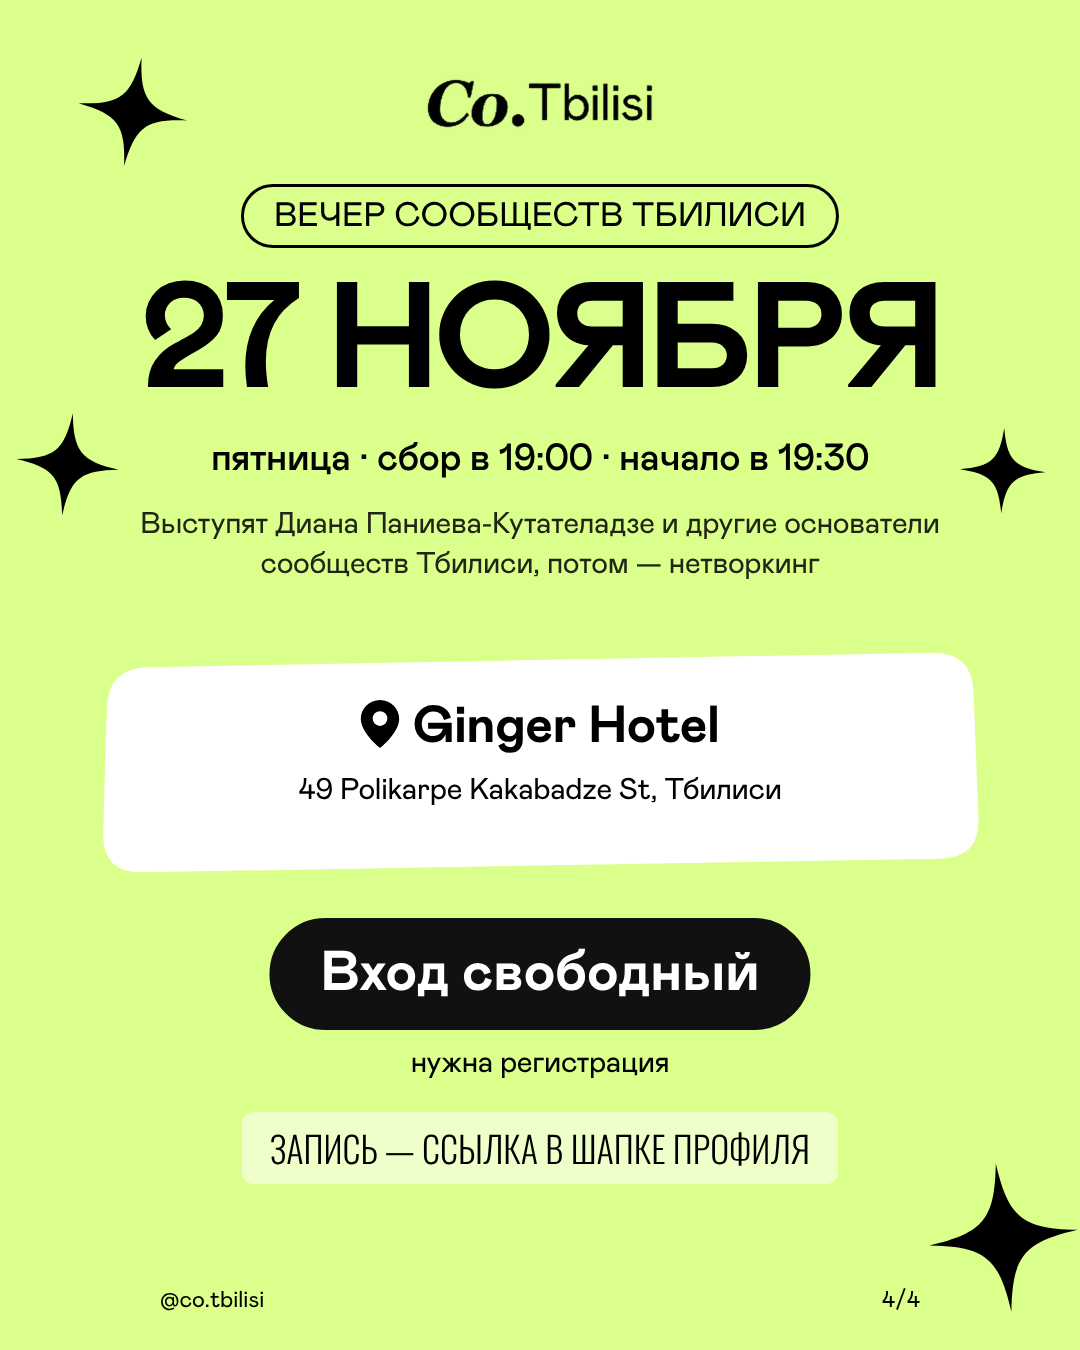 Co.Tbilisi
ВЕЧЕР СООБЩЕСТВ ТБИЛИСИ
27 НОЯБРЯ
пятница · сбор в 19:00 · начало в 19:30
Выступят Диана Паниева-Кутателадзе и другие основатели
сообществ Тбилиси, потом — нетворкинг
Ginger Hotel
49 Polikarpe Kakabadze St, Тбилиси
Вход свободный
нужна регистрация
ЗАПИСЬ — ССЫЛКА В ШАПКЕ ПРОФИЛЯ
@co.tbilisi
4/4